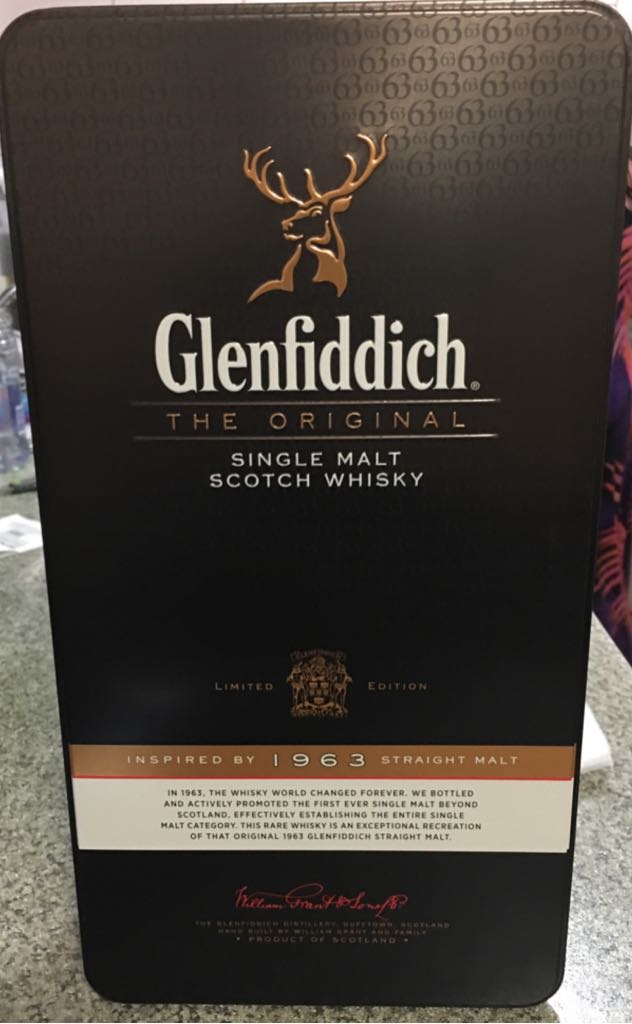 Glenfiddich®
THE ORIGINAL
SINGLE MALT
SCOTCH WHISKY
LIMITED EDITION
INSPIRED BY 1963 STRAIGHT MALT
IN 1963, THE WHISKY WORLD CHANGED FOREVER. WE BOTTLED
AND ACTIVELY PROMOTED THE FIRST EVER SINGLE MALT BEYOND
SCOTLAND, EFFECTIVELY ESTABLISHING THE ENTIRE SINGLE
MALT CATEGORY. THIS RARE WHISKY IS AN EXCEPTIONAL RECREATION
OF THAT ORIGINAL 1963 GLENFIDDICH STRAIGHT MALT.
William Grant & Sons Ltd
THE GLENFIDDICH DISTILLERY, DUFFTOWN, SCOTLAND
HAND BUILT BY WILLIAM GRANT AND FAMILY
• PRODUCT OF SCOTLAND •